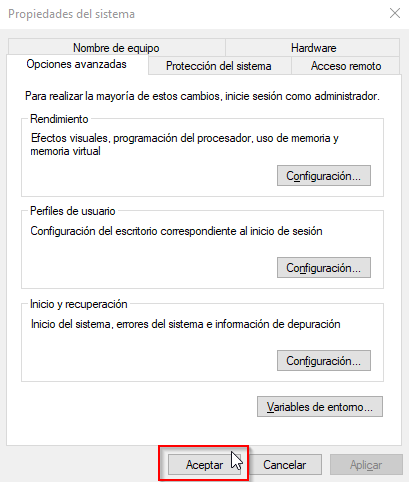 Propiedades del sistema
Nombre de equipo
Hardware
Opciones avanzadas
Protección del sistema
Acceso remoto
Para realizar la mayoría de estos cambios, inicie sesión como administrador.
Rendimiento
Efectos visuales, programación del procesador, uso de memoria y
memoria virtual
Configuración...
Perfiles de usuario
Configuración del escritorio correspondiente al inicio de sesión
Configuración...
Inicio y recuperación
Inicio del sistema, errores del sistema e información de depuración
Configuración...
Variables de entorno...
Aceptar
Cancelar
Aplicar